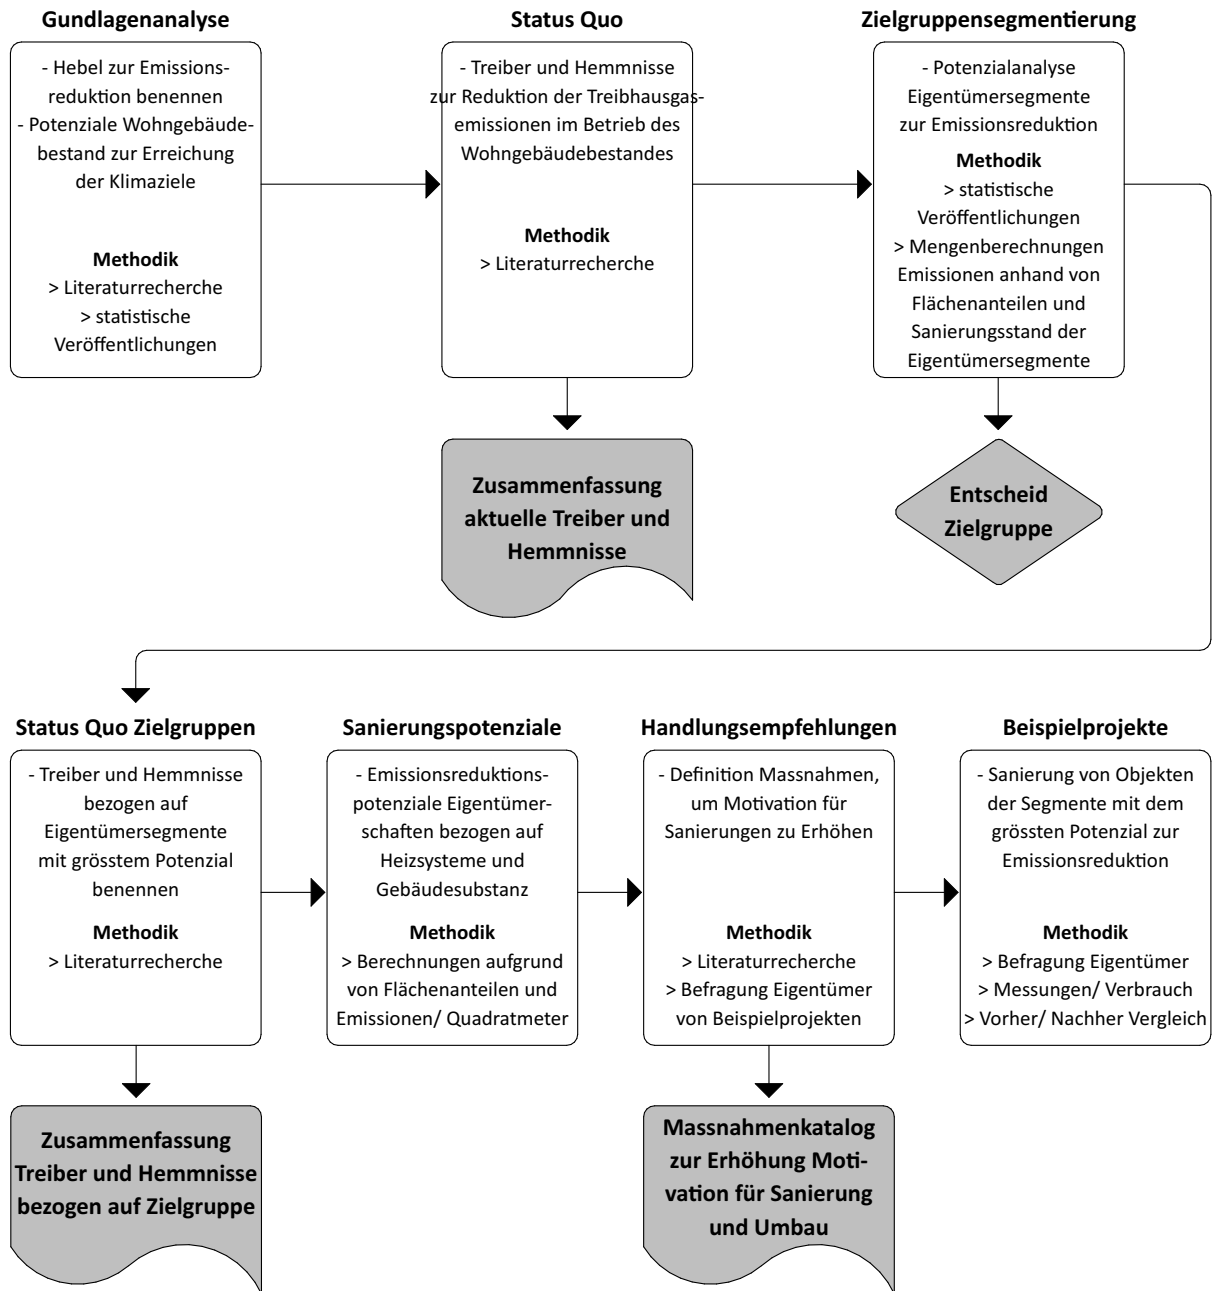 Gundlagenanalyse
- Hebel zur Emissions-
reduktion benennen
- Potenziale Wohngebäude-
bestand zur Erreichung
der Klimaziele
Methodik
> Literaturrecherche
> statistische
Veröffentlichungen
Status Quo
- Treiber und Hemmnisse
zur Reduktion der Treibhausgas-
emissionen im Betrieb des
Wohngebäudebestandes
Methodik
> Literaturrecherche
Zusammenfassung
aktuelle Treiber und
Hemmnisse
Zielgruppensegmentierung
- Potenzialanalyse
Eigentümersegmente
zur Emissionsreduktion
Methodik
> statistische
Veröffentlichungen
> Mengenberechnungen
Emissionen anhand von
Flächenanteilen und
Sanierungsstand der
Eigentümersegmente
Entscheid
Zielgruppe
Status Quo Zielgruppen
- Treiber und Hemmnisse
bezogen auf
Eigentümersegmente
mit grösstem Potenzial
benennen
Methodik
> Literaturrecherche
Zusammenfassung
Treiber und Hemmnisse
bezogen auf Zielgruppe
Sanierungspotenziale
- Emissionsreduktions-
potenziale Eigentümer-
schaften bezogen auf
Heizsysteme und
Gebäudesubstanz
Methodik
> Berechnungen aufgrund
von Flächenanteilen und
Emissionen/ Quadratmeter
Handlungsempfehlungen
- Definition Massnahmen,
um Motivation für
Sanierungen zu Erhöhen
Methodik
> Literaturrecherche
> Befragung Eigentümer
von Beispielprojekten
Massnahmenkatalog
zur Erhöhung Moti-
vation für Sanierung
und Umbau
Beispielprojekte
- Sanierung von Objekten
der Segmente mit dem
grössten Potenzial zur
Emissionsreduktion
Methodik
> Befragung Eigentümer
> Messungen/ Verbrauch
> Vorher/ Nachher Vergleich